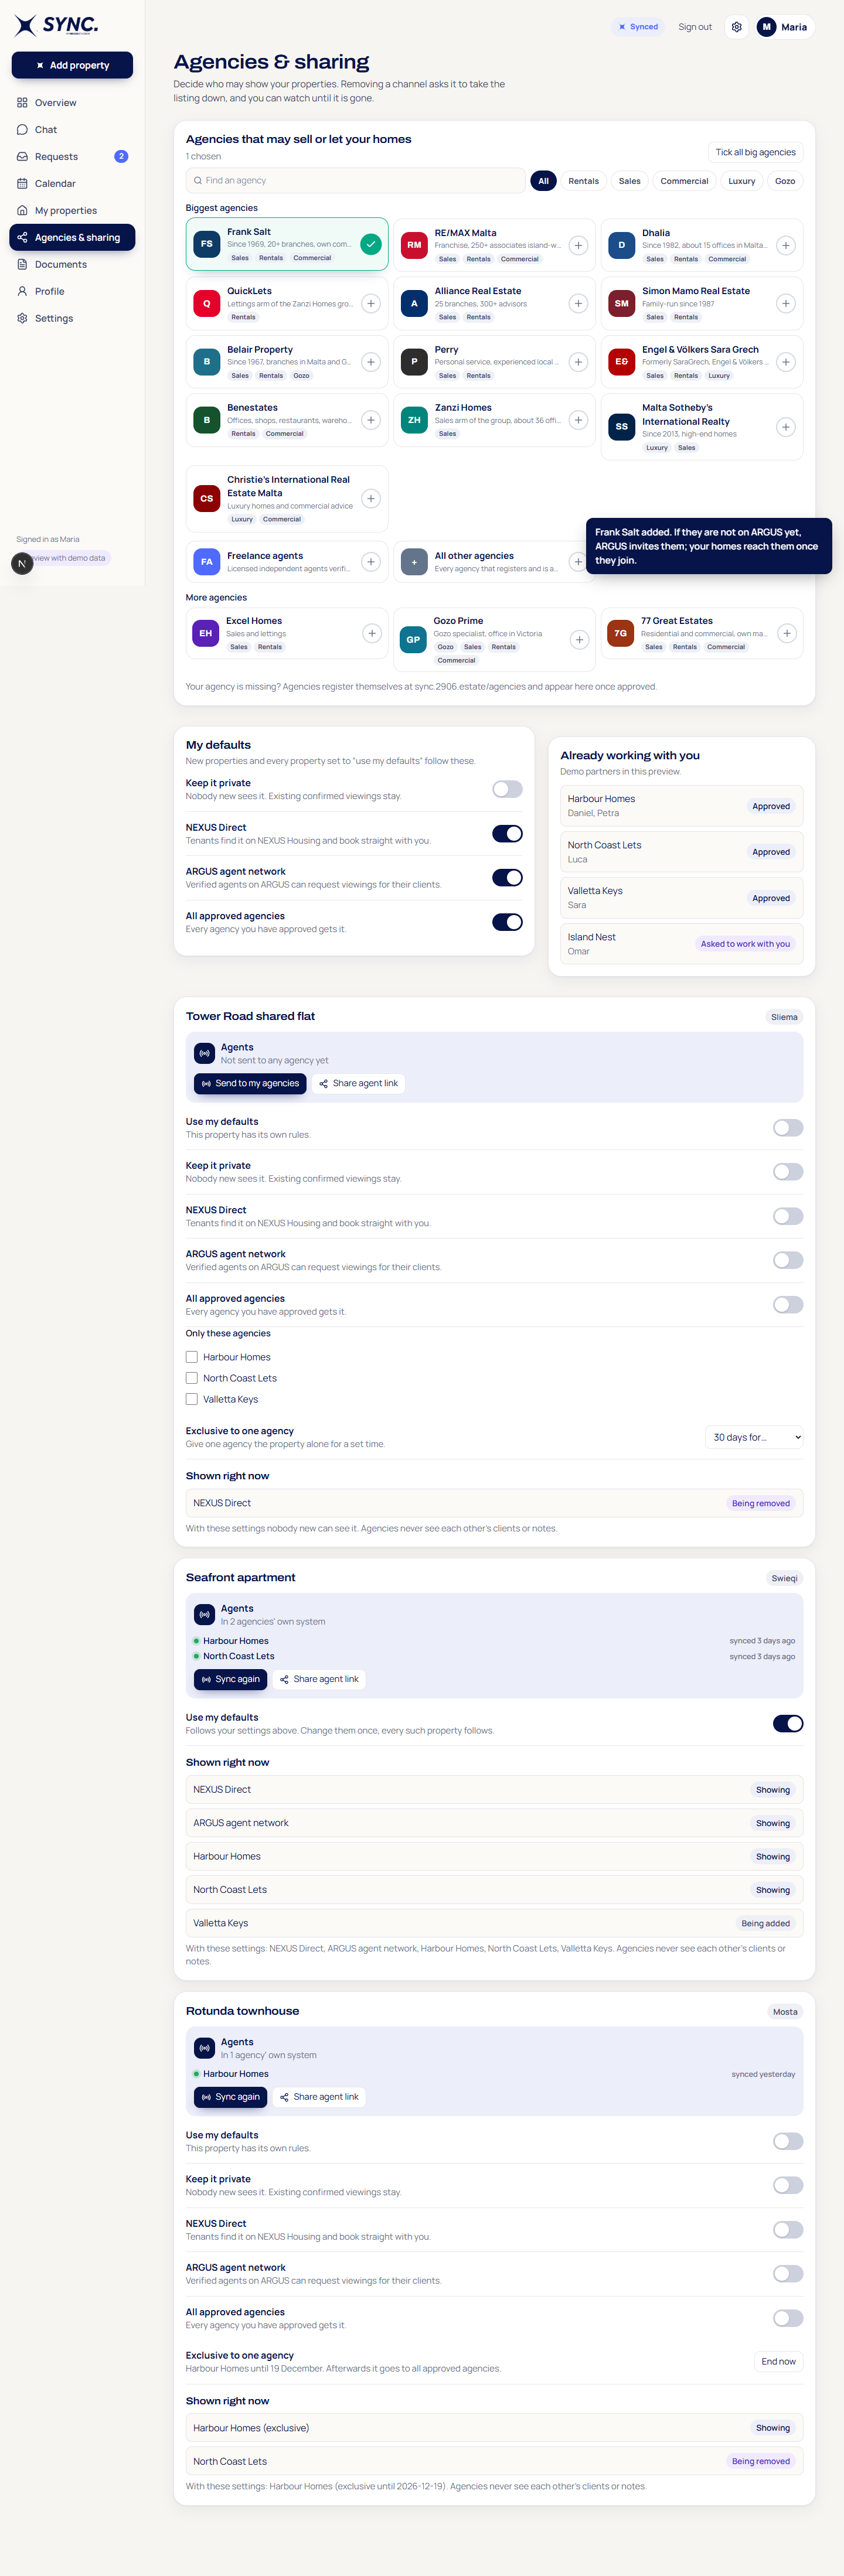 SYNC.
Add property
Overview
Chat
Requests 2
Calendar
My properties
Agencies & sharing
Documents
Profile
Settings
Signed in as Maria
view with demo data
N
Synced
Sign out
M Maria
Agencies & sharing
Decide who may show your properties. Removing a channel asks it to take the
listing down, and you can watch until it is gone.
Agencies that may sell or let your homes
1 chosen
Tick all big agencies
Find an agency
All Rentals Sales Commercial Luxury Gozo
Biggest agencies
FS
Frank Salt
Since 1969, 20+ branches, own com...
Sales Rentals Commercial
RM
RE/MAX Malta
Franchise, 250+ associates island-w...
Sales Rentals
D
Dhalia
Since 1982, about 15 offices in Malta...
Sales Rentals Commercial
Q
QuickLets
Lettings arm of the Zanzi Homes gro...
Rentals
A
Alliance Real Estate
25 branches, 300+ advisors
Sales Rentals
SM
Simon Mamo Real Estate
Family-run since 1987
Sales Rentals
B
Belair Property
Since 1967, branches in Malta and G...
Sales Rentals Gozo
P
Perry
Personal service, experienced local ...
Sales Rentals
E&
Engel & Völkers Sara Grech
Formerly SaraGrech, Engel & Völkers ...
Sales Rentals Luxury
B
Benestates
Offices, shops, restaurants, wareho...
Rentals Commercial
ZH
Zanzi Homes
Sales arm of the group, about 36 offi...
Sales
SS
Malta Sotheby's
International Realty
Since 2013, high-end homes
Luxury Sales
CS
Christie's International Real
Estate Malta
Luxury homes and commercial advice
Luxury Commercial
FA
Freelance agents
Licensed independent agents verifi...
+
All other agencies
Every agency that registers and is a...
Frank Salt added. If they are not on ARGUS yet,
ARGUS invites them; your homes reach them once
they join.
More agencies
EH
Excel Homes
Sales and lettings
Sales Rentals
GP
Gozo Prime
Gozo specialist, office in Victoria
Gozo Sales Rentals
Commercial
7G
77 Great Estates
Residential and commercial, own ma...
Sales Rentals Commercial
Your agency is missing? Agencies register themselves at sync.2906.estate/agencies and appear here once approved.
My defaults
New properties and every property set to "use my defaults" follow these.
Keep it private
Nobody new sees it. Existing confirmed viewings stay.
NEXUS Direct
Tenants find it on NEXUS Housing and book straight with you.
ARGUS agent network
Verified agents on ARGUS can request viewings for their clients.
All approved agencies
Every agency you have approved gets it.
Already working with you
Demo partners in this preview.
Harbour Homes
Daniel, Petra
Approved
North Coast Lets
Luca
Approved
Valletta Keys
Sara
Approved
Island Nest
Omar
Asked to work with you
Tower Road shared flat
Sliema
Agents
Not sent to any agency yet
Send to my agencies
Share agent link
Use my defaults
This property has its own rules.
Keep it private
Nobody new sees it. Existing confirmed viewings stay.
NEXUS Direct
Tenants find it on NEXUS Housing and book straight with you.
ARGUS agent network
Verified agents on ARGUS can request viewings for their clients.
All approved agencies
Every agency you have approved gets it.
Only these agencies
Harbour Homes
North Coast Lets
Valletta Keys
Exclusive to one agency
Give one agency the property alone for a set time.
30 days for...
Shown right now
NEXUS Direct
Being removed
With these settings nobody new can see it. Agencies never see each other's clients or notes.
Seafront apartment
Swieqi
Agents
In 2 agencies' own system
Harbour Homes
synced 3 days ago
North Coast Lets
synced 3 days ago
Sync again
Share agent link
Use my defaults
Follows your settings above. Change them once, every such property follows.
Shown right now
NEXUS Direct
Showing
ARGUS agent network
Showing
Harbour Homes
Showing
North Coast Lets
Showing
Valletta Keys
Being added
With these settings: NEXUS Direct, ARGUS agent network, Harbour Homes, North Coast Lets, Valletta Keys. Agencies never see each other's clients or
notes.
Rotunda townhouse
Mosta
Agents
In 1 agency' own system
Harbour Homes
synced yesterday
Sync again
Share agent link
Use my defaults
This property has its own rules.
Keep it private
Nobody new sees it. Existing confirmed viewings stay.
NEXUS Direct
Tenants find it on NEXUS Housing and book straight with you.
ARGUS agent network
Verified agents on ARGUS can request viewings for their clients.
All approved agencies
Every agency you have approved gets it.
Exclusive to one agency
Harbour Homes until 19 December. Afterwards it goes to all approved agencies.
End now
Shown right now
Harbour Homes (exclusive)
Showing
North Coast Lets
Being removed
With these settings: Harbour Homes (exclusive until 2026-12-19). Agencies never see each other's clients or notes.